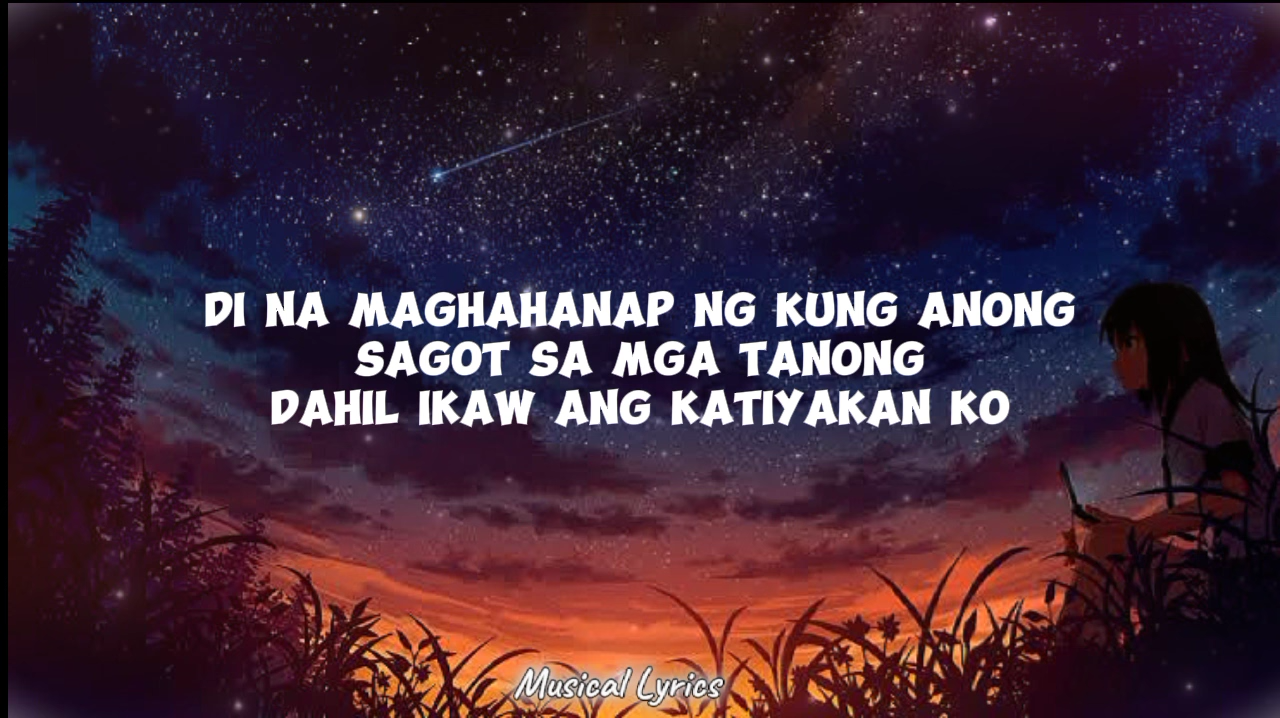 DI NA MAGHAHANAP NG KUNG ANONG
SAGOT SA MGA TANONG
DAHIL IKAW ANG KATIYAKAN KO
Musical Lyrics